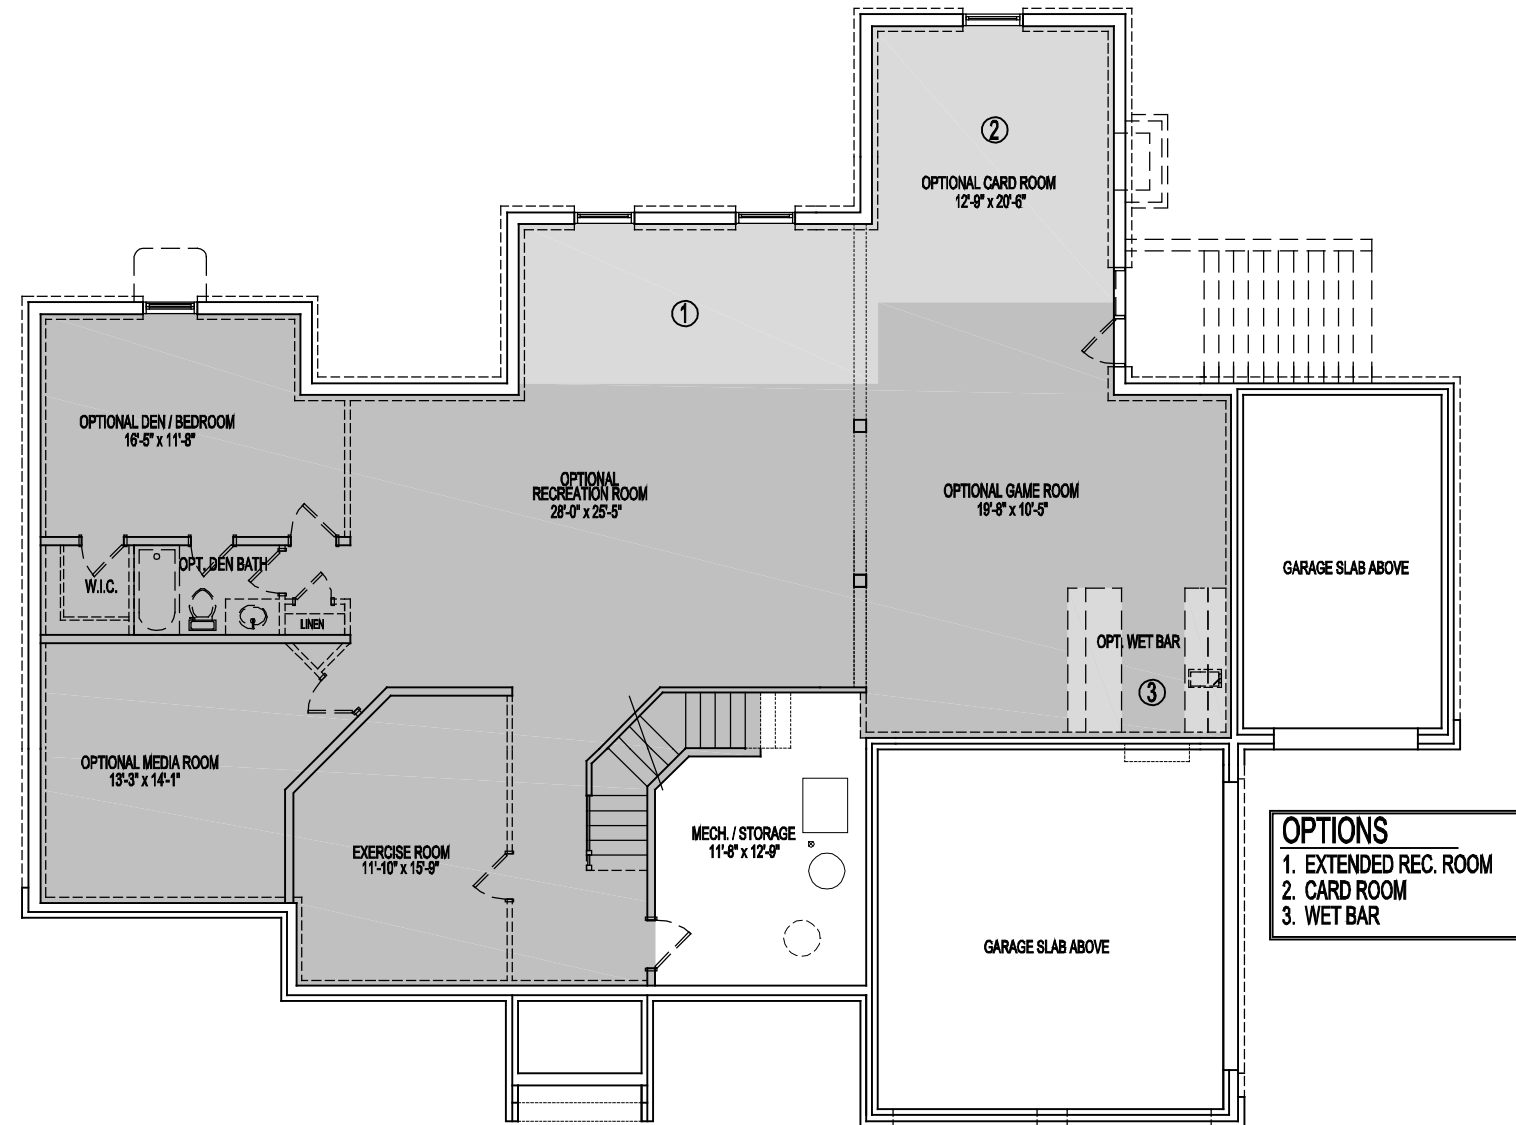 2
OPTIONAL CARD ROOM
12'-9" x 20'-6"
1
OPTIONAL DEN / BEDROOM
16'-5" x 11'-8"
OPTIONAL
RECREATION ROOM
28'-0" x 25'-5"
OPTIONAL GAME ROOM
19'-8" x 10'-5"
OPT. DEN BATH
W.I.C.
LINEN
GARAGE SLAB ABOVE
OPT. WET BAR
3
OPTIONAL MEDIA ROOM
13'-3" x 14'-1"
EXERCISE ROOM
11'-10" x 15'-9"
MECH. / STORAGE
11'-8" x 12'-9"
GARAGE SLAB ABOVE
OPTIONS
1. EXTENDED REC. ROOM
2. CARD ROOM
3. WET BAR